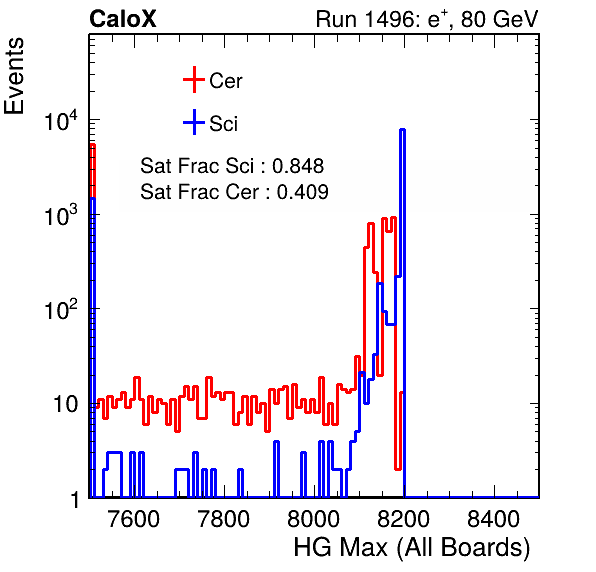 CaloX
Run 1496: e⁺, 80 GeV
Events
Cer
Sci
Sat Frac Sci : 0.848
Sat Frac Cer : 0.409
10⁴
10³
10²
10
1
7600 7800 8000 8200 8400
HG Max (All Boards)